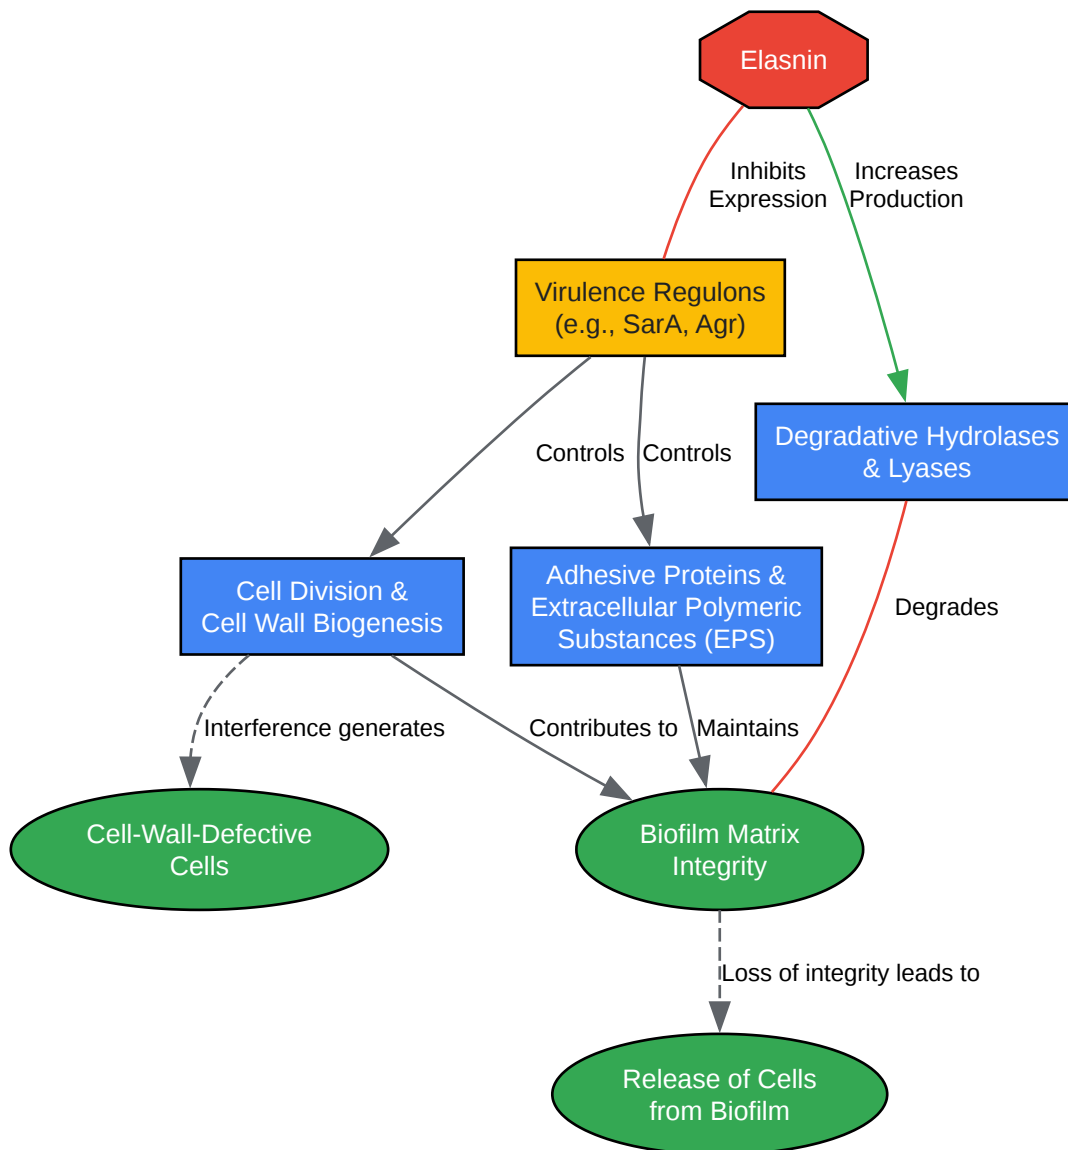 Elasnin
Inhibits
Expression
Increases
Production
Virulence Regulons
(e.g., SarA, Agr)
Degradative Hydrolases
& Lyases
Controls
Controls
Cell Division &
Cell Wall Biogenesis
Adhesive Proteins &
Extracellular Polymeric
Substances (EPS)
Degrades
Interference generates
Contributes to
Maintains
Cell-Wall-Defective
Cells
Biofilm Matrix
Integrity
Loss of integrity leads to
Release of Cells
from Biofilm